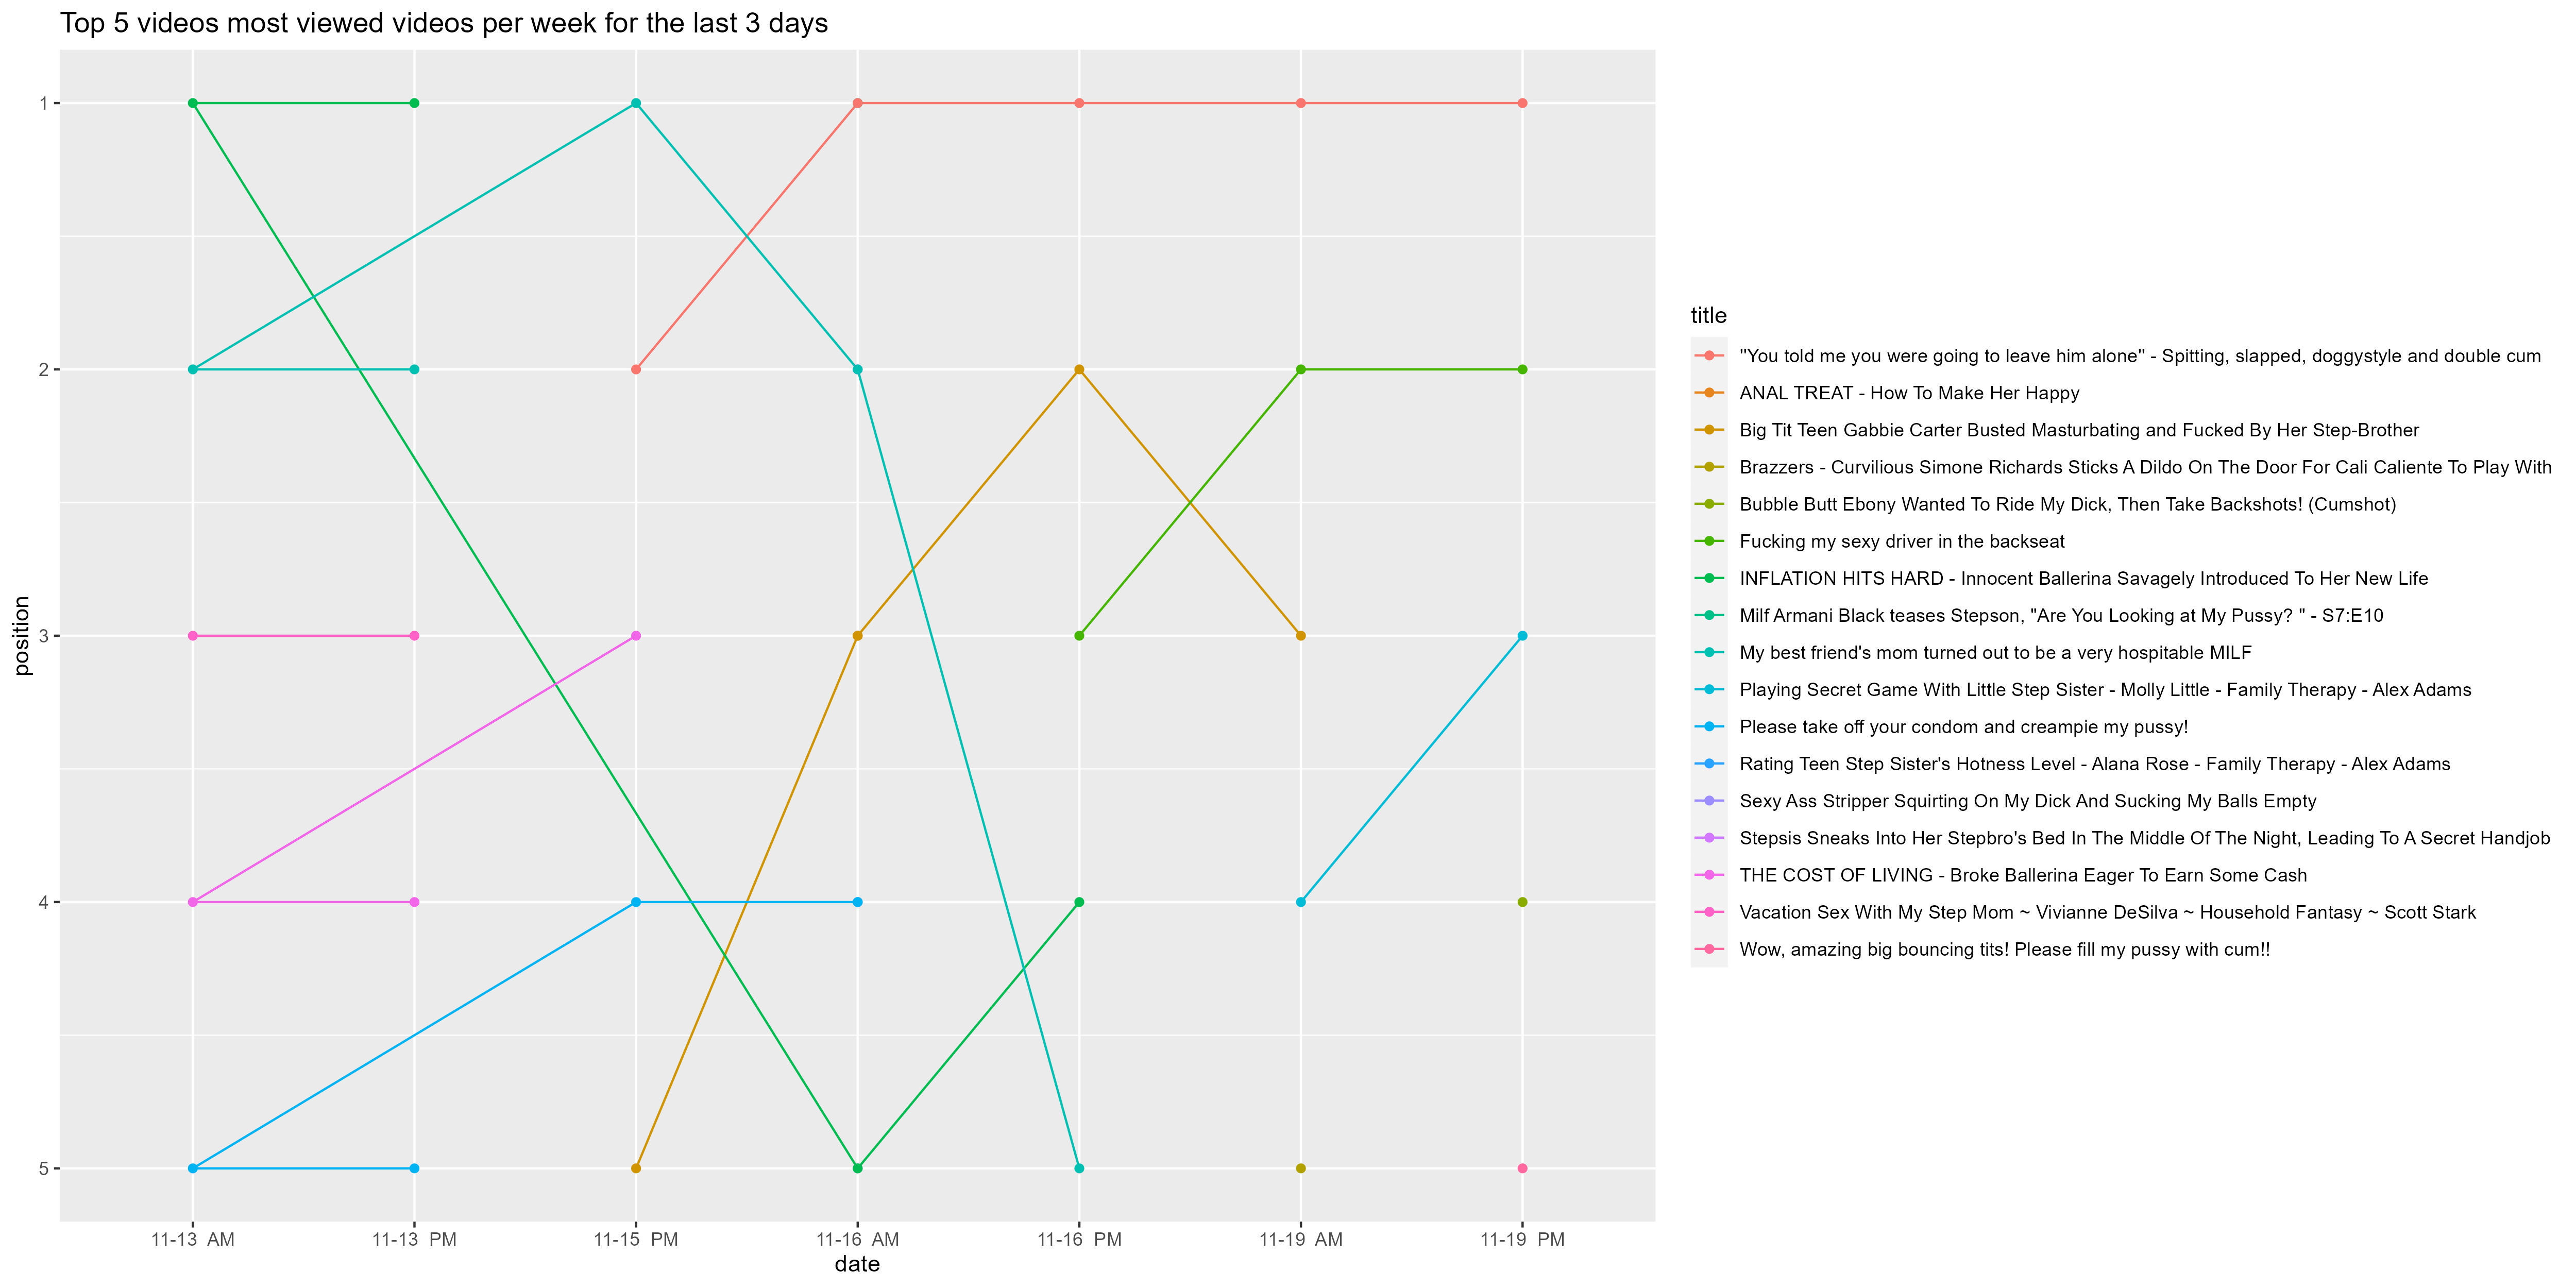 Top 5 videos most viewed videos per week for the last 3 days
1
2
3
4
5
position
11-13 AM
11-13 PM
11-15 PM
11-16 AM
11-16 PM
11-19 AM
11-19 PM
date
title
"You told me you were going to leave him alone" - Spitting, slapped, doggystyle and double cum
ANAL TREAT - How To Make Her Happy
Big Tit Teen Gabbie Carter Busted Masturbating and Fucked By Her Step-Brother
Brazzers - Curvilious Simone Richards Sticks A Dildo On The Door For Cali Caliente To Play With
Bubble Butt Ebony Wanted To Ride My Dick, Then Take Backshots! (Cumshot)
Fucking my sexy driver in the backseat
INFLATION HITS HARD - Innocent Ballerina Savagely Introduced To Her New Life
Milf Armani Black teases Stepson, "Are You Looking at My Pussy? " - S7:E10
My best friend's mom turned out to be a very hospitable MILF
Playing Secret Game With Little Step Sister - Molly Little - Family Therapy - Alex Adams
Please take off your condom and creampie my pussy!
Rating Teen Step Sister's Hotness Level - Alana Rose - Family Therapy - Alex Adams
Sexy Ass Stripper Squirting On My Dick And Sucking My Balls Empty
Stepsis Sneaks Into Her Stepbro's Bed In The Middle Of The Night, Leading To A Secret Handjob
THE COST OF LIVING - Broke Ballerina Eager To Earn Some Cash
Vacation Sex With My Step Mom ~ Vivianne DeSilva ~ Household Fantasy ~ Scott Stark
Wow, amazing big bouncing tits! Please fill my pussy with cum!!